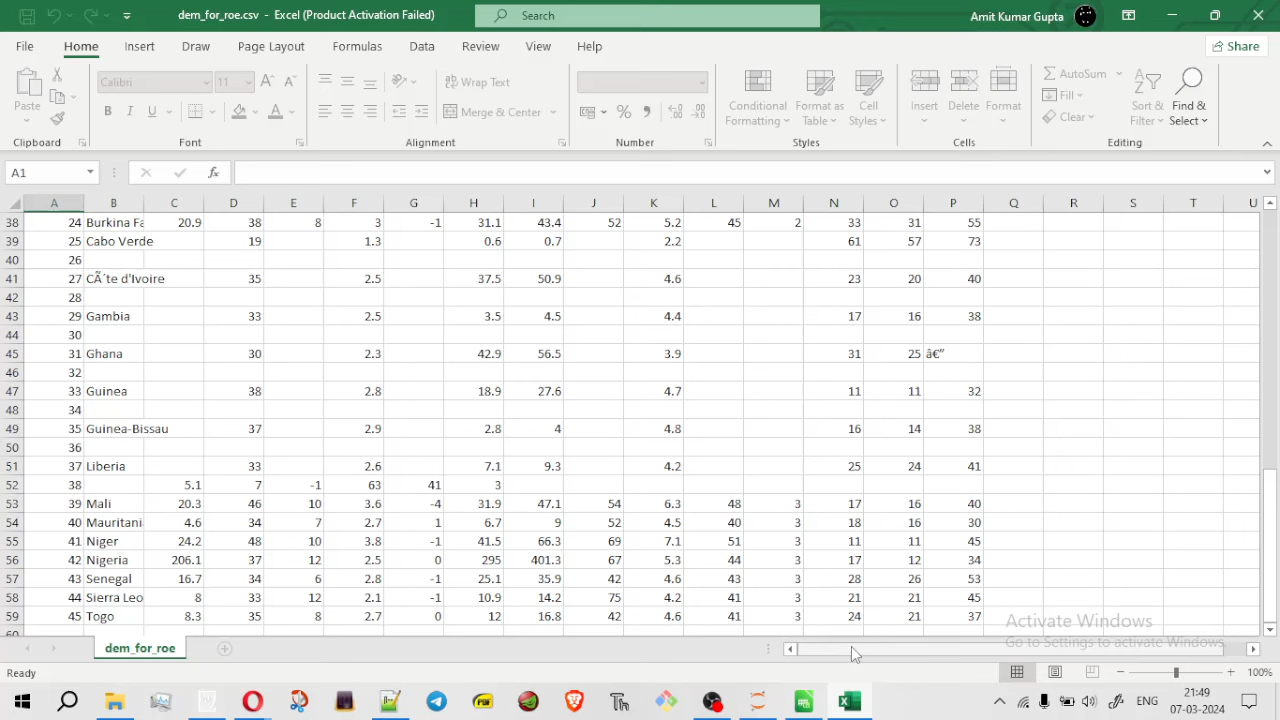 dem_for_roe.csv - Excel (Product Activation Failed)
Search
Amit Kumar Gupta
File Home Insert Draw Page Layout Formulas Data Review View Help
Share
Paste
Calibri 11
B I U
Wrap Text
Merge & Center
Conditional Formatting
Format as Table
Cell Styles
Insert Delete Format
AutoSum
Fill
Clear
Sort & Filter
Find & Select
Clipboard Font Alignment Number Styles Cells Editing
A1 fx
A B C D E F G H I J K L M N O P Q R S T U
38 24 Burkina Fa 20.9 38 8 3 -1 31.1 43.4 52 5.2 45 2 33 31 55
39 25 Cabo Verde 19 1.3 0.6 0.7 2.2 61 57 73
40 26
41 27 CÃ´te d'Ivoire 35 2.5 37.5 50.9 4.6 23 20 40
42 28
43 29 Gambia 33 2.5 3.5 4.5 4.4 17 16 38
44 30
45 31 Ghana 30 2.3 42.9 56.5 3.9 31 25 â€”
46 32
47 33 Guinea 38 2.8 18.9 27.6 4.7 11 11 32
48 34
49 35 Guinea-Bissau 37 2.9 2.8 4 4.8 16 14 38
50 36
51 37 Liberia 33 2.6 7.1 9.3 4.2 25 24 41
52 38 5.1 7 -1 63 41 3
53 39 Mali 20.3 46 10 3.6 -4 31.9 47.1 54 6.3 48 3 17 16 40
54 40 Mauritani 4.6 34 7 2.7 1 6.7 9 52 4.5 40 3 18 16 30
55 41 Niger 24.2 48 10 3.8 -1 41.5 66.3 69 7.1 51 3 11 11 45
56 42 Nigeria 206.1 37 12 2.5 0 295 401.3 67 5.3 44 3 17 12 34
57 43 Senegal 16.7 34 6 2.8 -1 25.1 35.9 42 4.6 43 3 28 26 53
58 44 Sierra Leo 8 33 12 2.1 -1 10.9 14.2 75 4.2 41 3 21 21 45
59 45 Togo 8.3 35 8 2.7 0 12 16.8 42 4.6 41 3 24 21 37
60
Activate Windows
Go to Settings to activate Windows.
dem_for_roe
Ready
100%
ENG
21:49
07-03-2024